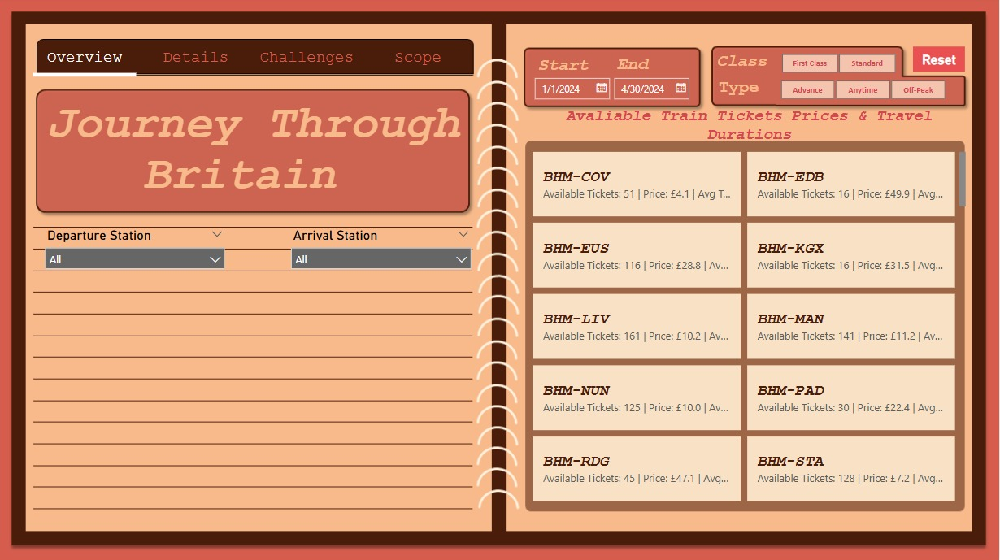 Overview Details Challenges Scope
Journey Through
Britain
Departure Station
All
Arrival Station
All
Start End
1/1/2024 4/30/2024
Class First Class Standard
Type Advance Anytime Off-Peak
Reset
Avaliable Train Tickets Prices & Travel
Durations
BHM-COV
Available Tickets: 51 | Price: £4.1 | Avg T...
BHM-EDB
Available Tickets: 16 | Price: £49.9 | Avg...
BHM-EUS
Available Tickets: 116 | Price: £28.8 | Av...
BHM-KGX
Available Tickets: 16 | Price: £31.5 | Avg...
BHM-LIV
Available Tickets: 161 | Price: £10.2 | Av...
BHM-MAN
Available Tickets: 141 | Price: £11.2 | Av...
BHM-NUN
Available Tickets: 125 | Price: £10.0 | Av...
BHM-PAD
Available Tickets: 30 | Price: £22.4 | Avg...
BHM-RDG
Available Tickets: 45 | Price: £47.1 | Avg...
BHM-STA
Available Tickets: 128 | Price: £7.2 | Avg...